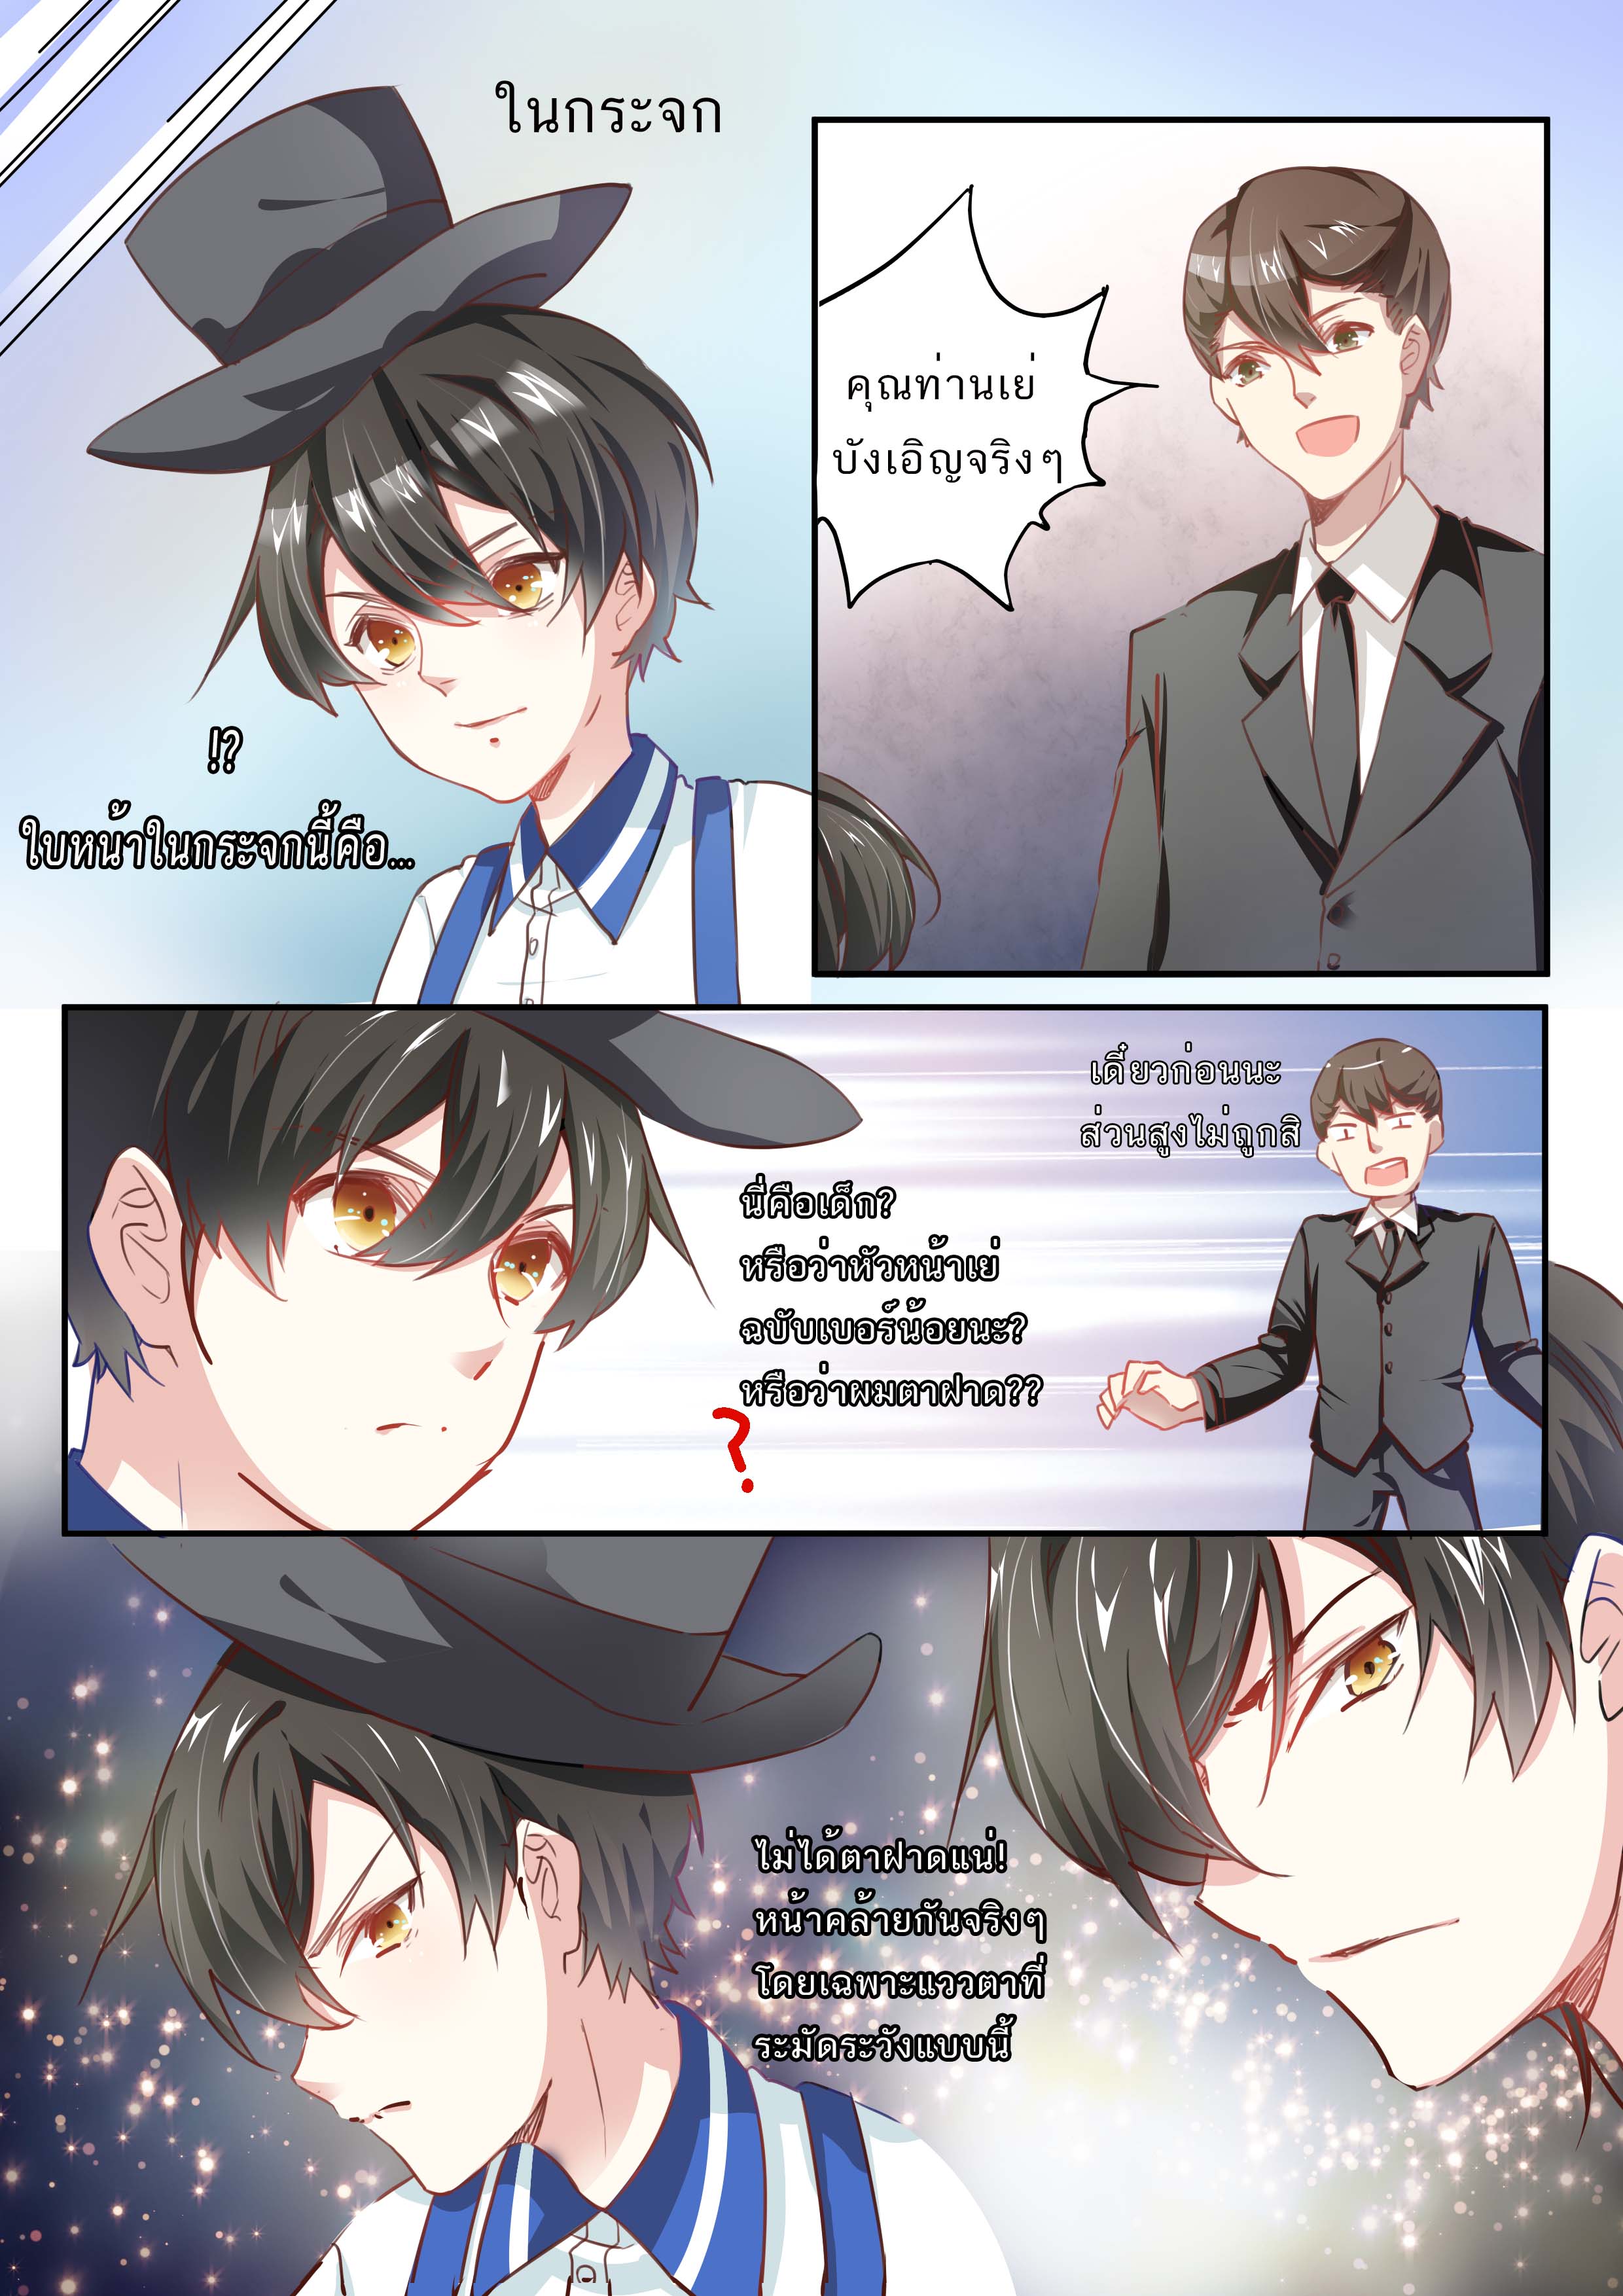 ในกระจก
คุณท่านเย่
บังเอิญจริงๆ
!?
ใบหน้าในกระจกนี้คือ...
เดี๋ยวก่อนนะ
ส่วนสูงไม่ถูกสิ
นี่คือเด็ก?
หรือว่าหัวหน้าเย่
ฉบับเบอร์น้อยนะ?
หรือว่าผมตาฝาด??
?
ไม่ได้ตาฝาดแน่!
หน้าคล้ายกันจริงๆ
โดยเฉพาะแววตาที่
ระมัดระวังแบบนี้